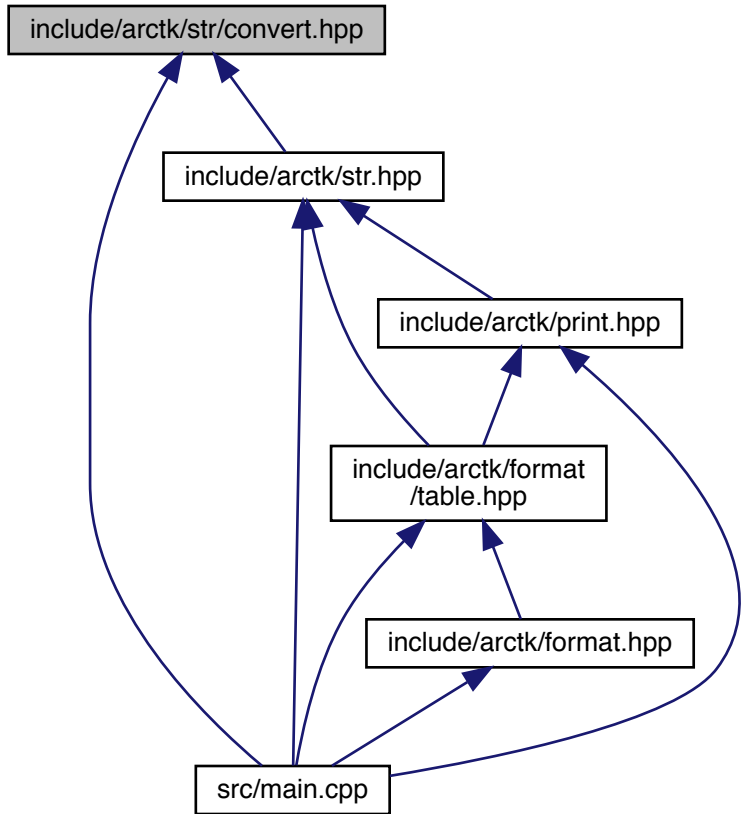 include/arctk/str/convert.hpp
include/arctk/str.hpp
include/arctk/print.hpp
include/arctk/format
/table.hpp
include/arctk/format.hpp
src/main.cpp